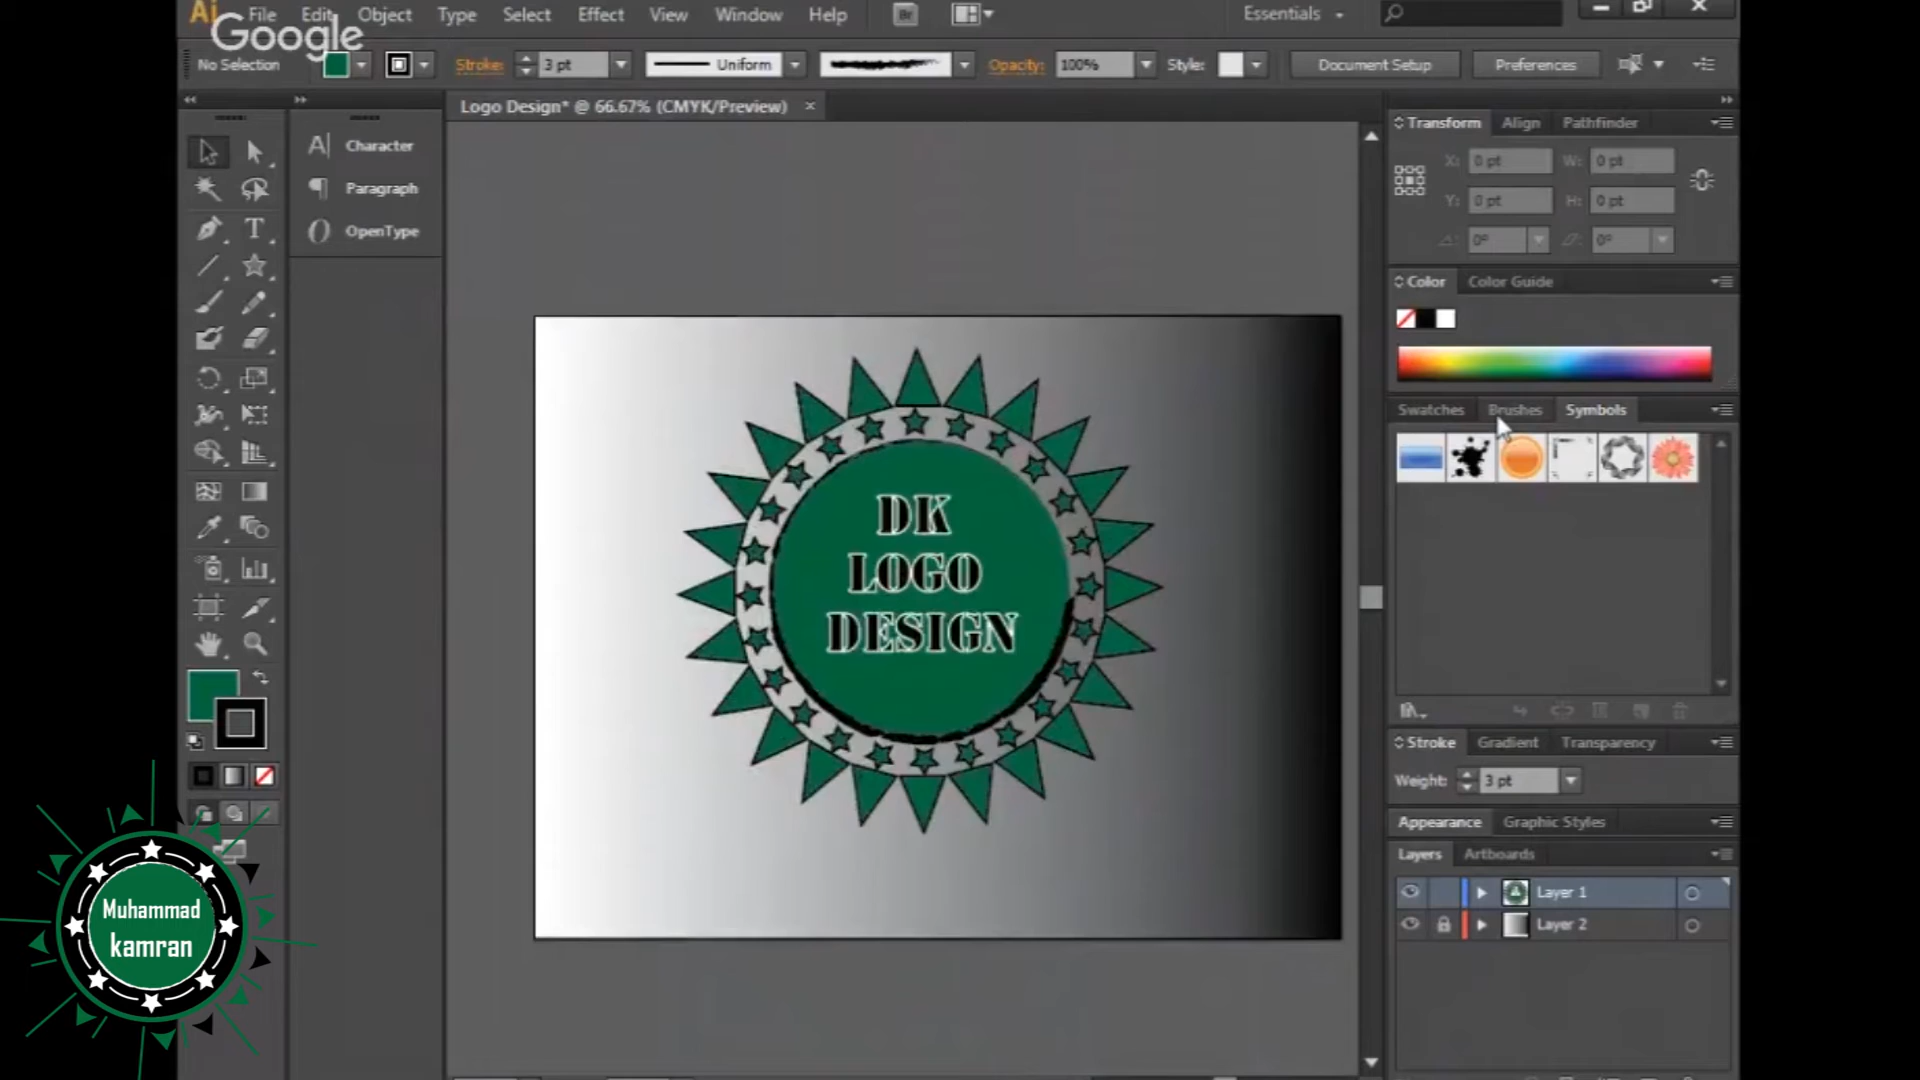 Ai File Edit Object Type Select Effect View Window Help Br Essentials
Google
No Selection Stroke: 3 pt Uniform Opacity: 100% Style: Document Setup Preferences
Logo Design* @ 66.67% (CMYK/Preview) ×
Character
Paragraph
OpenType
Transform Align Pathfinder
X: 0 pt W: 0 pt
Y: 0 pt H: 0 pt
0° 0°
Color Color Guide
Swatches Brushes Symbols
DK
LOGO
DESIGN
Stroke Gradient Transparency
Weight: 3 pt
Appearance Graphic Styles
Layers Artboards
Layer 1
Layer 2
Muhammad
kamran